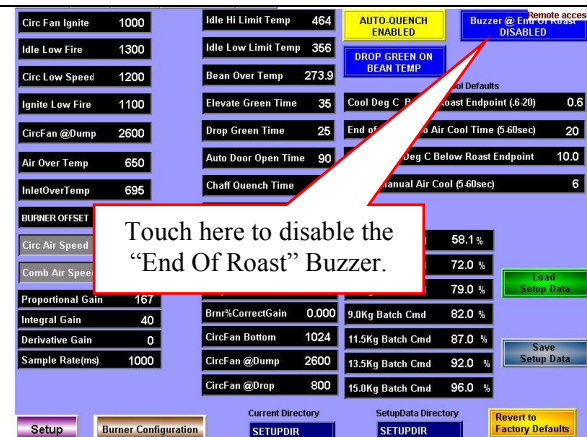 Circ Fan Ignite 1000
Idle Low Fire 1300
Circ Low Speed 1200
Ignite Low Fire 1100
CircFan @Dump 2600
Air Over Temp 650
InletOverTemp 695
BURNER OFFSET
Circ Air Speed
Comb Air Speed
Proportional Gain 167
Integral Gain 40
Derivative Gain 0
Sample Rate(ms) 1000
Idle Hi Limit Temp 464
Idle Low Limit Temp 356
Bean Over Temp 273.9
Elevate Green Time 35
Drop Green Time 25
Auto Door Open Time 90
Chaff Quench Time
Brnr%CorrectGain 0.000
CircFan Bottom 1024
CircFan @Dump 2600
CircFan @Drop 800
AUTO-QUENCH
ENABLED
Remote acces
Buzzer @ End Of Roast
DISABLED
DROP GREEN ON
BEAN TEMP
Defaults
Cool Deg C Roast Endpoint (.6-20) 0.6
End of Air Cool Time (5-60sec) 20
Deg C Below Roast Endpoint 10.0
Manual Air Cool (5-60sec) 6
Touch here to disable the
“End Of Roast” Buzzer.
58.1 %
72.0 %
79.0 %
9.0Kg Batch Cmd 82.0 %
11.5Kg Batch Cmd 87.0 %
13.5Kg Batch Cmd 92.0 %
15.0Kg Batch Cmd 96.0 %
Load
Setup Data
Save
Setup Data
Setup
Burner Configuration
Current Directory
SETUPDIR
SetupData Directory
SETUPDIR
Revert to
Factory Defaults